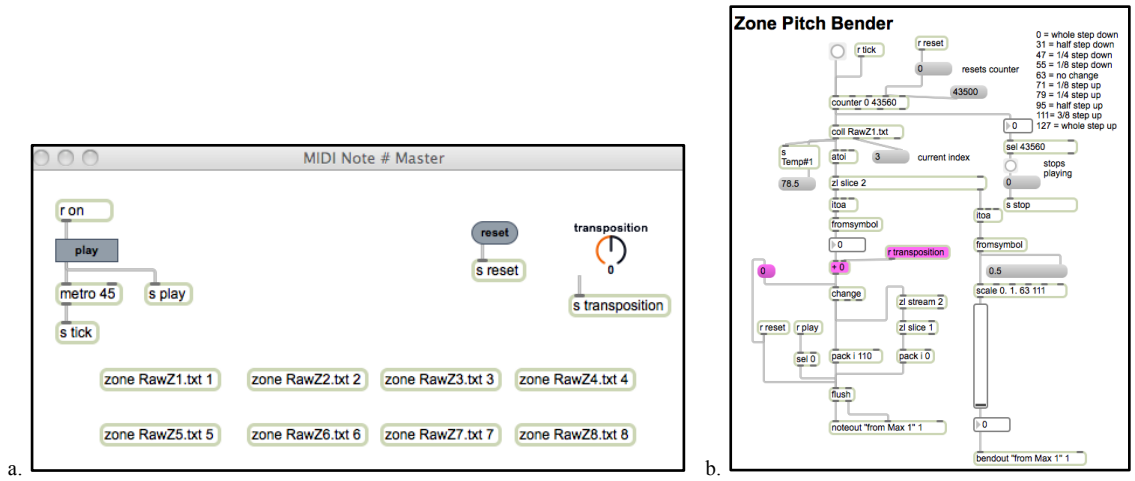 MIDI Note # Master
r on
play
metro 45
s play
s tick
reset
s reset
transposition
0
s transposition
zone RawZ1.txt 1
zone RawZ2.txt 2
zone RawZ3.txt 3
zone RawZ4.txt 4
zone RawZ5.txt 5
zone RawZ6.txt 6
zone RawZ7.txt 7
zone RawZ8.txt 8
a.
Zone Pitch Bender
r tick
r reset
0
resets counter
43500
counter 0 43560
0 = whole step down
31 = half step down
47 = 1/4 step down
55 = 1/8 step down
63 = no change
71 = 1/8 step up
79 = 1/4 step up
95 = half step up
111= 3/8 step up
127 = whole step up
coll RawZ1.txt
s
Temp#1
78.5
atoi
3
current index
0
sel 43560
stops
playing
0
s stop
zl slice 2
itoa
fromsymbol
0
r transposition
0
+ 0
change
itoa
fromsymbol
0.5
scale 0. 1. 63 111
zl stream 2
zl slice 1
r reset
r play
sel 0
pack i 110
pack i 0
flush
noteout "from Max 1" 1
0
bendout "from Max 1" 1
b.